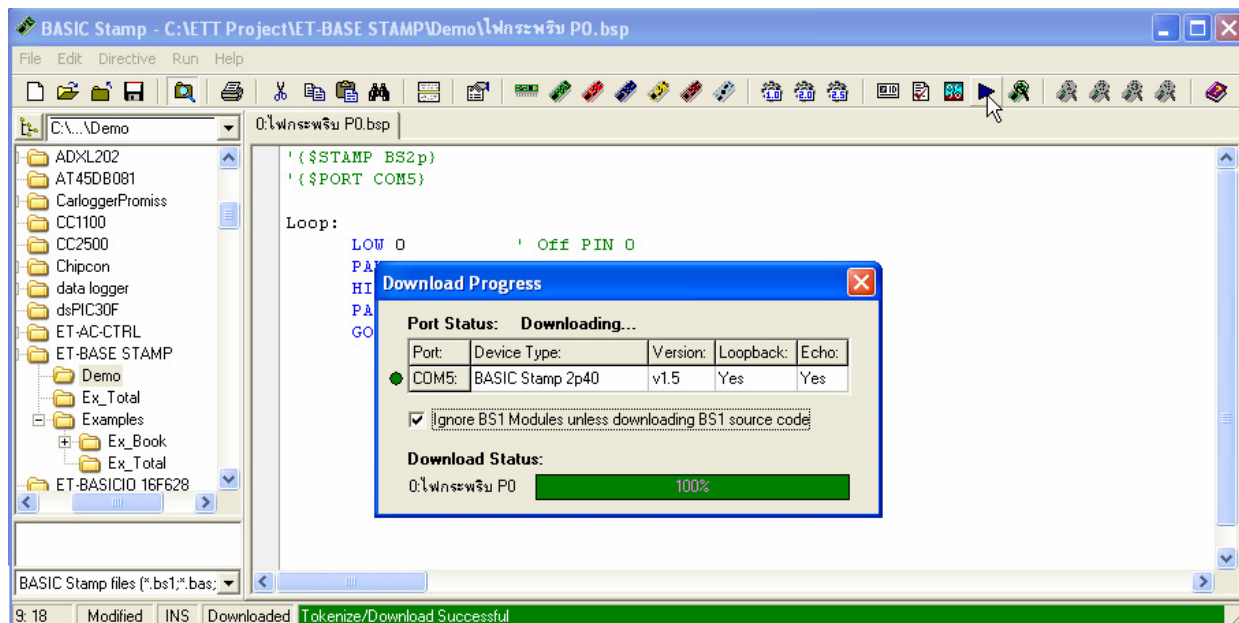 BASIC Stamp - C:\ETT Project\ET-BASE STAMP\Demo\ไฟกระพริบ P0.bsp
File Edit Directive Run Help
C:\...\Demo
0:ไฟกระพริบ P0.bsp
ADXL202
AT45DB081
CarloggerPromiss
CC1100
CC2500
Chipcon
data logger
dsPIC30F
ET-AC-CTRL
ET-BASE STAMP
Demo
Ex_Total
Examples
Ex_Book
Ex_Total
ET-BASICIO 16F628
BASIC Stamp files (*.bs1;*.bas;
'{$STAMP BS2p}
'{$PORT COM5}
Loop:
LOW 0 ' Off PIN 0
PA
HI
PA
GO
Download Progress
Port Status: Downloading...
Port: Device Type: Version: Loopback: Echo:
COM5: BASIC Stamp 2p40 v1.5 Yes Yes
Ignore BS1 Modules unless downloading BS1 source code
Download Status:
0:ไฟกระพริบ P0 100%
9: 18 Modified INS Downloaded Tokenize/Download Successful